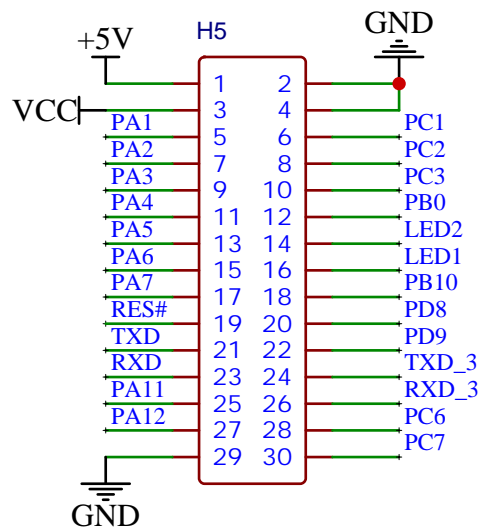 GND
+5V H5
1 2
VCC 3 4
PA1 5 6 PC1
PA2 7 8 PC2
PA3 9 10 PC3
PA4 11 12 PB0
PA5 13 14 LED2
PA6 15 16 LED1
PA7 17 18 PB10
RES# 19 20 PD8
TXD 21 22 PD9
RXD 23 24 TXD_3
PA11 25 26 RXD_3
PA12 27 28 PC6
29 30 PC7
GND